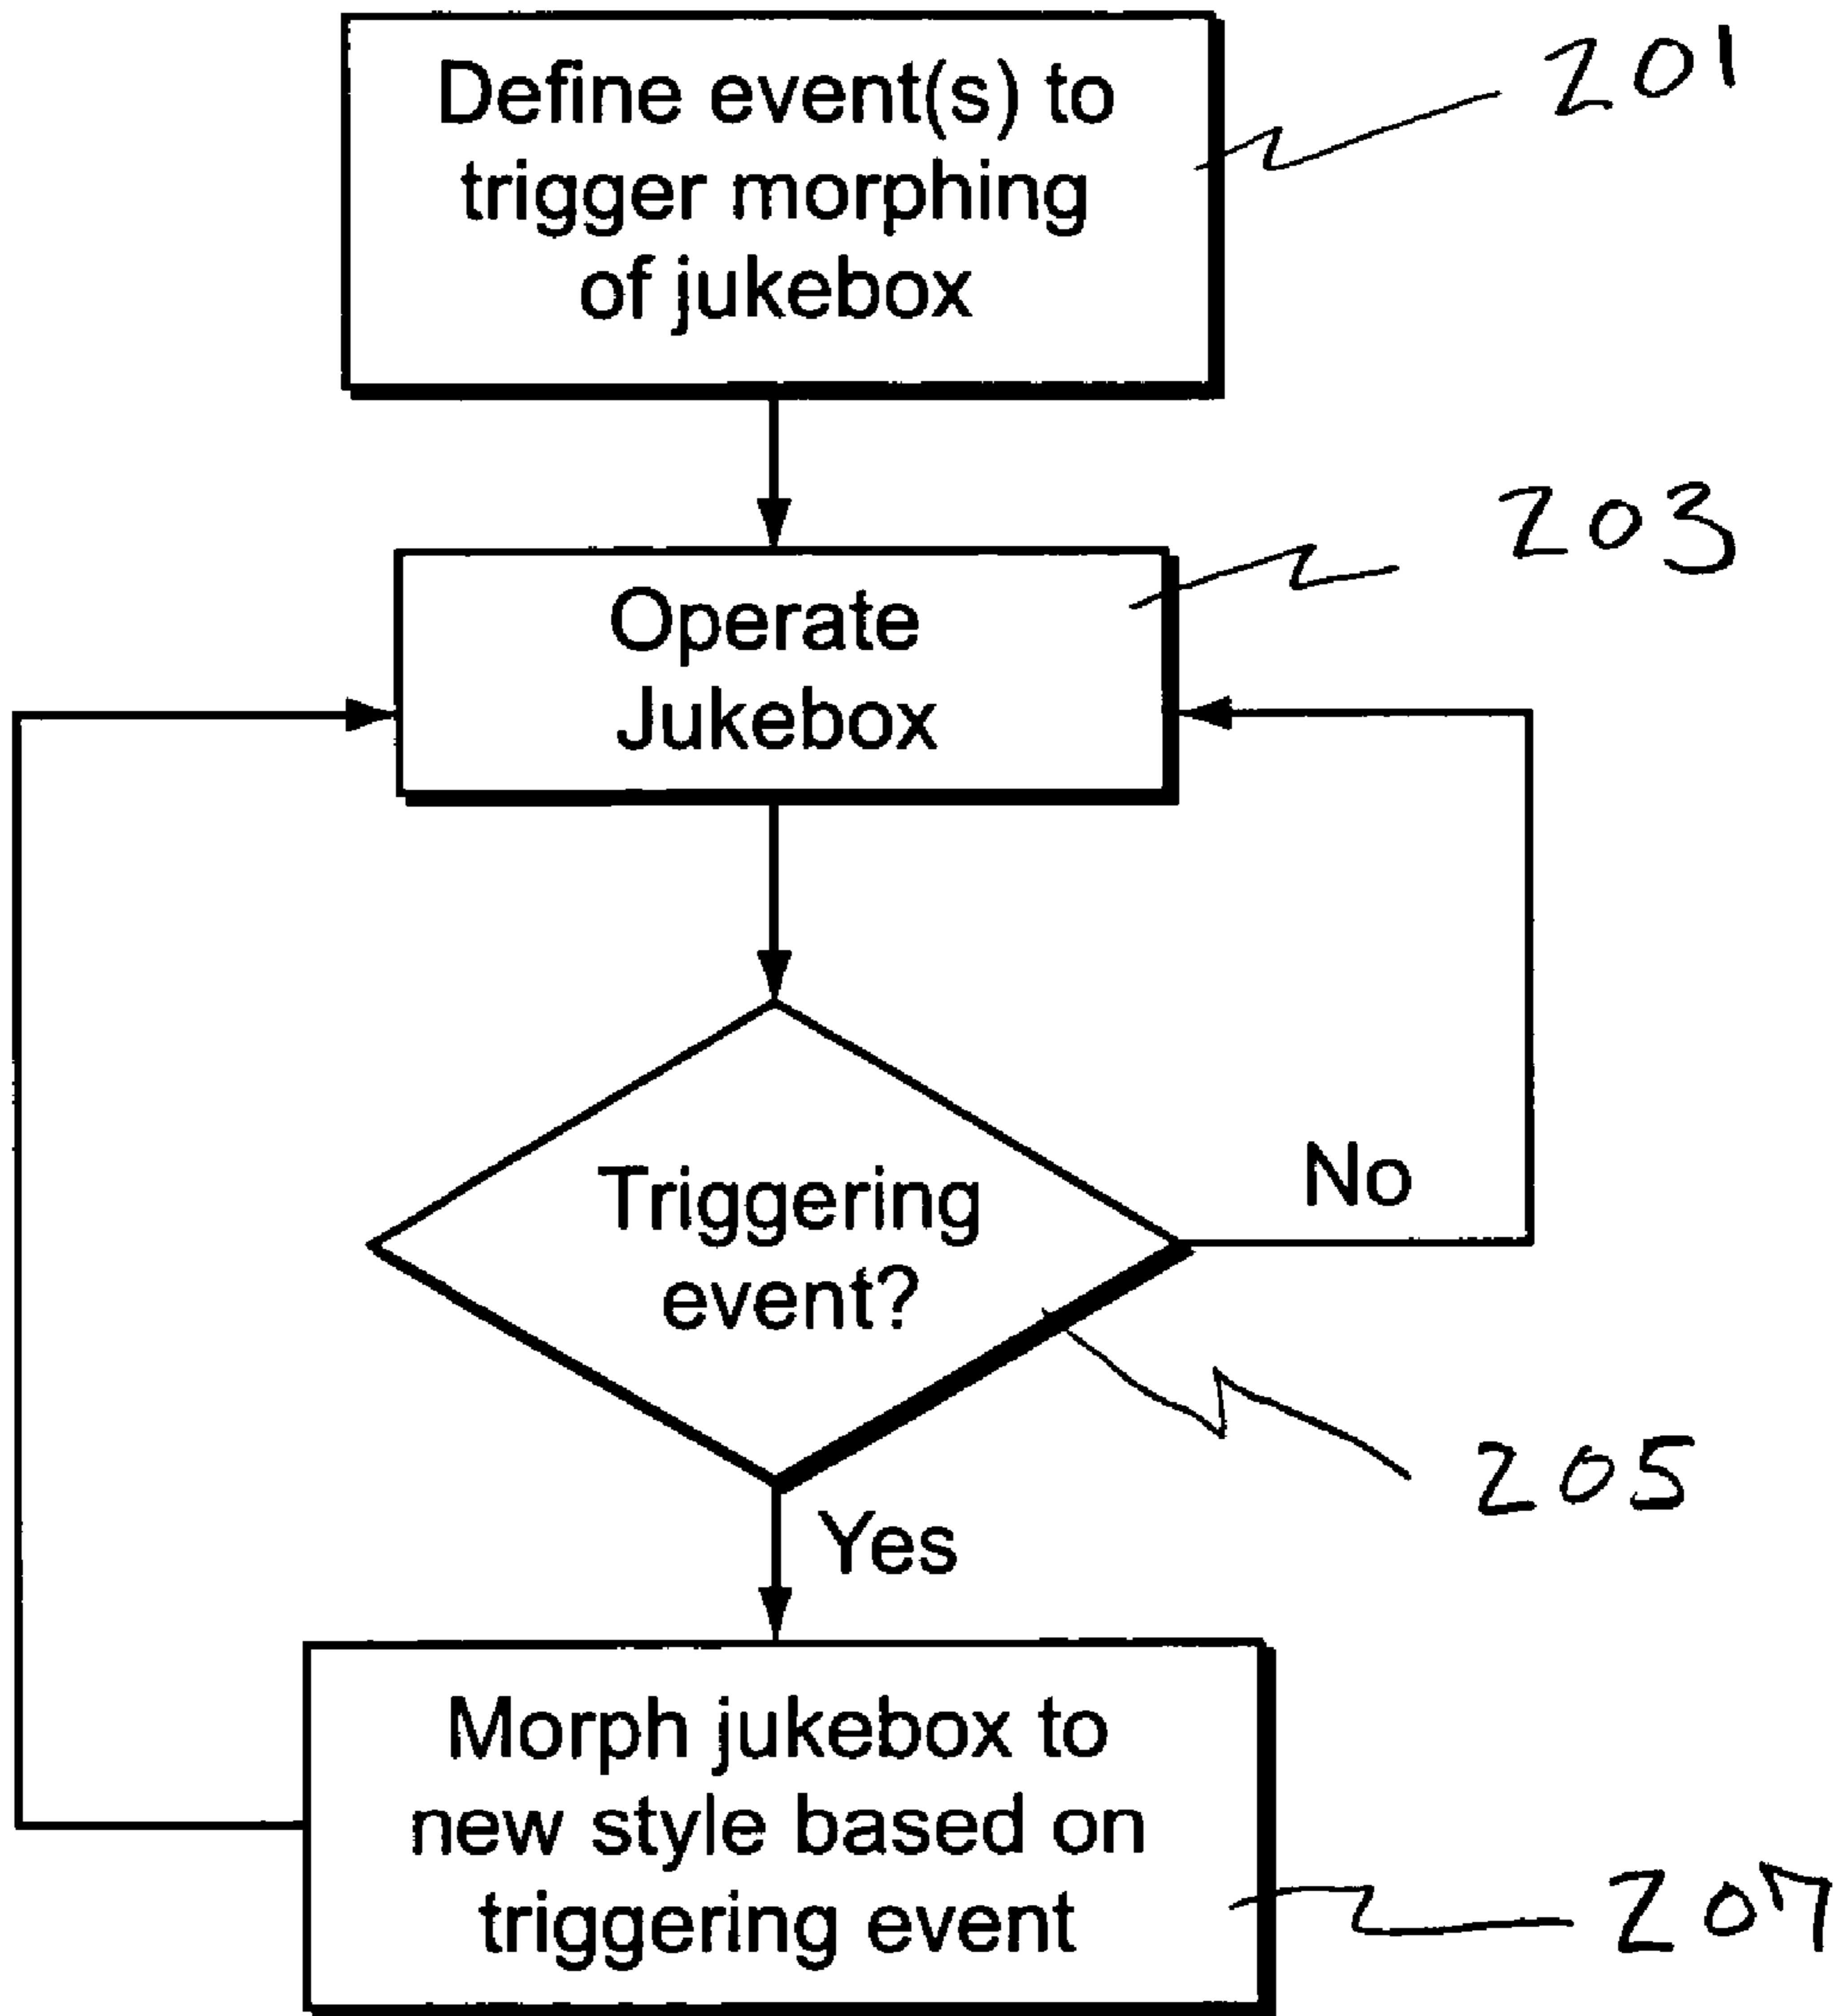 Define event(s) to
trigger morphing
of jukebox
201
Operate
Jukebox
203
Triggering
event?
No
205
Yes
Morph jukebox to
new style based on
triggering event
207